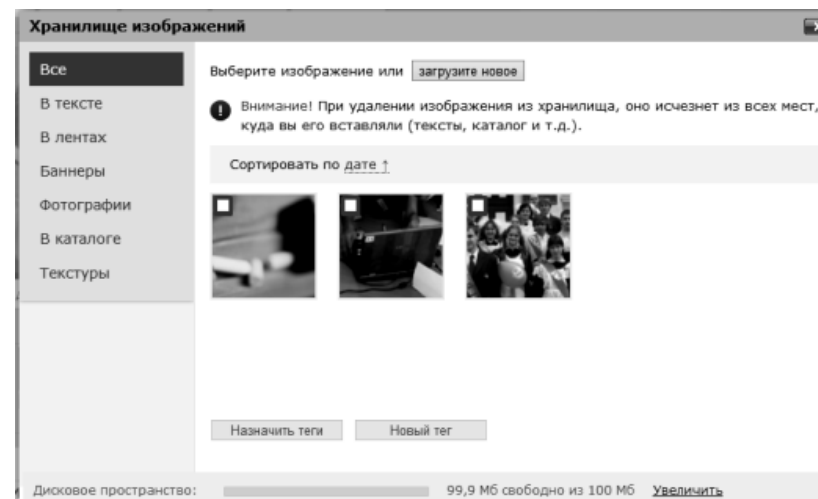 Хранилище изображений
Все
В тексте
В лентах
Баннеры
Фотографии
В каталоге
Текстуры
Выберите изображение или загрузите новое
Внимание! При удалении изображения из хранилища, оно исчезнет из всех мест,
куда вы его вставляли (тексты, каталог и т.д.).
Сортировать по дате ↑
Назначить теги Новый тег
Дисковое пространство: 99,9 Мб свободно из 100 Мб Увеличить